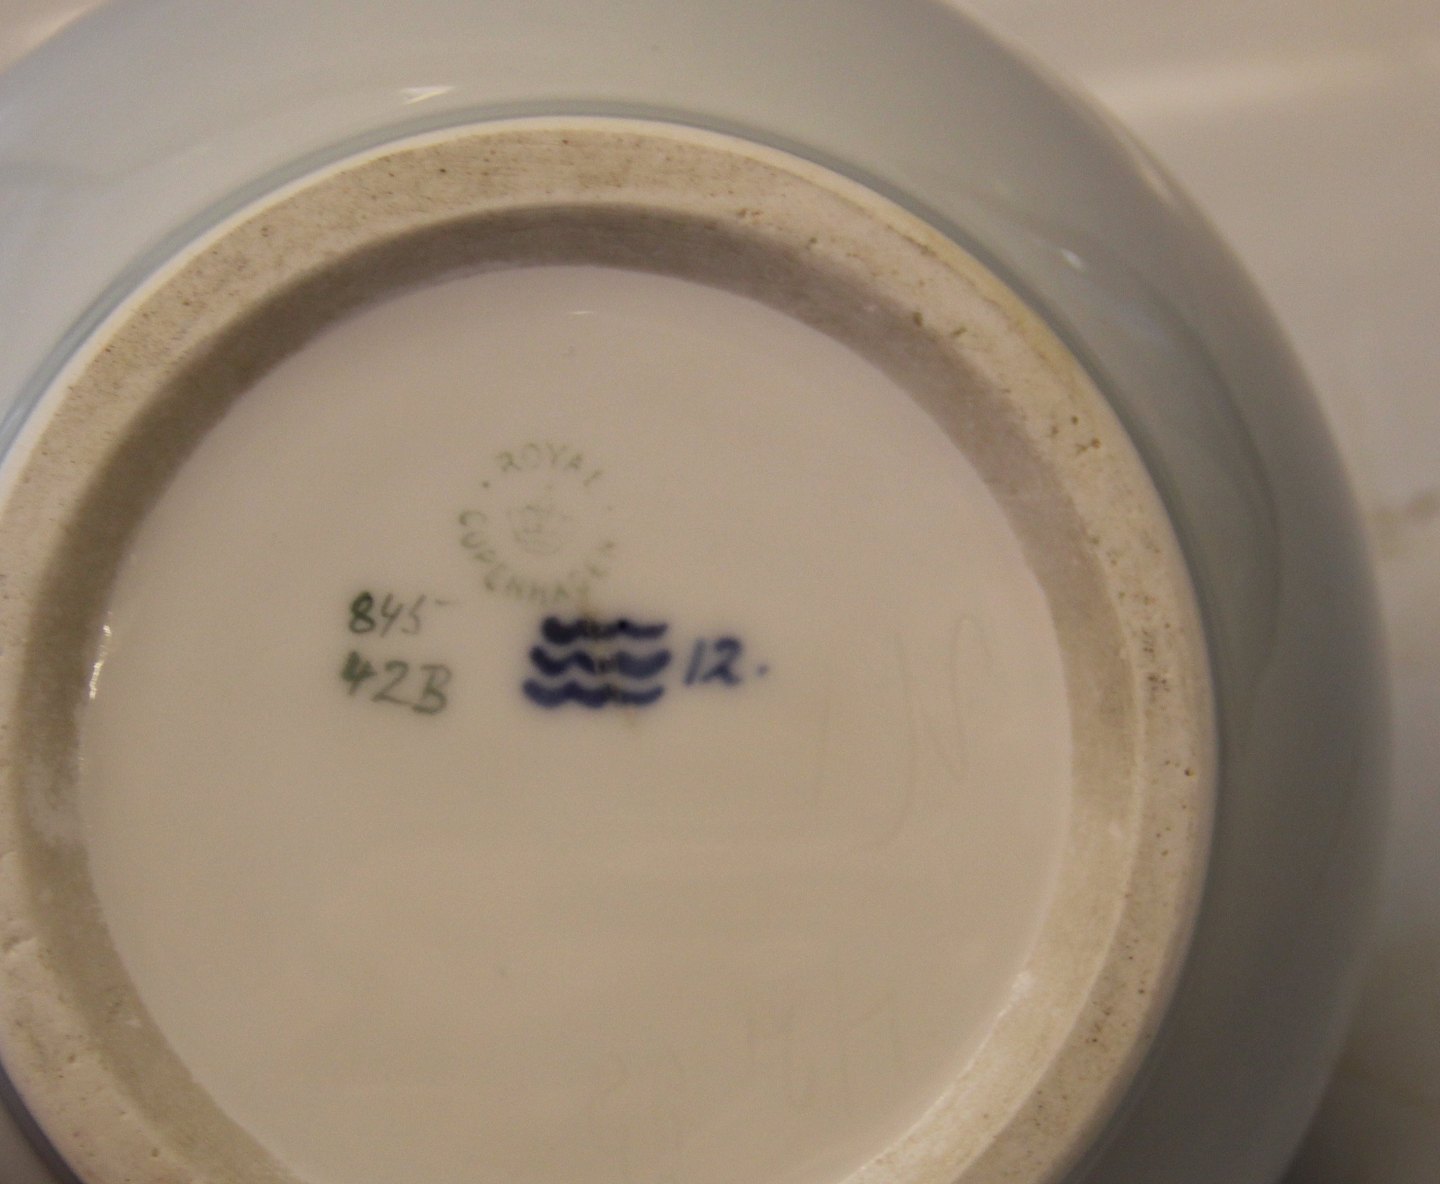 ROYAL
COPENHAGEN
845
42B
12.